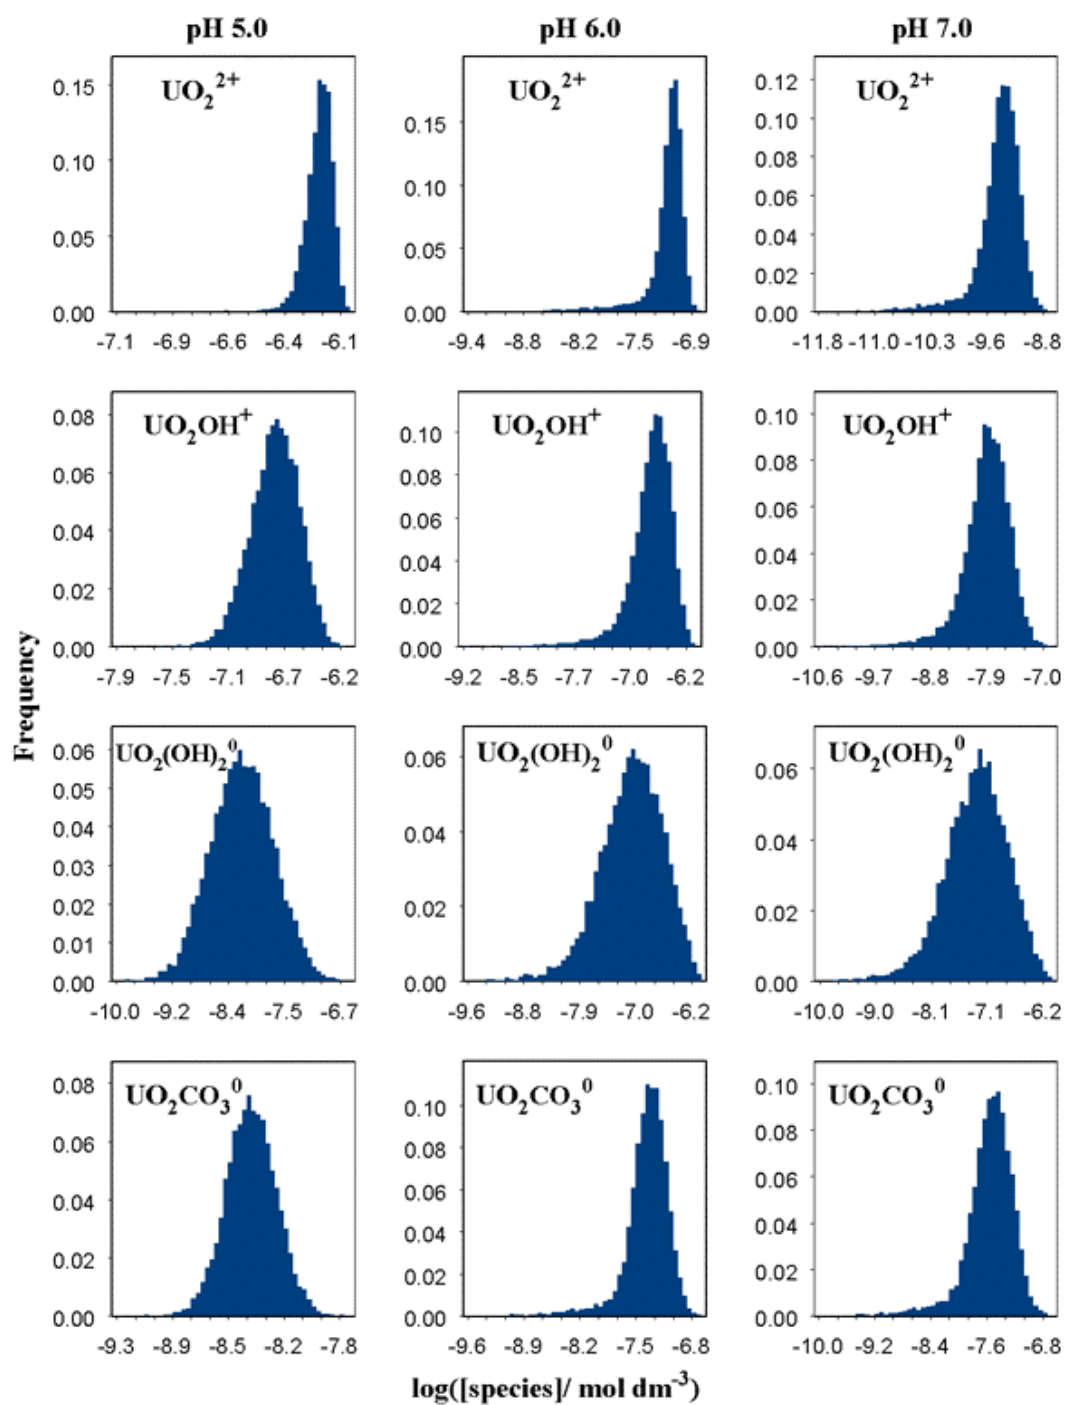 pH 5.0 pH 6.0 pH 7.0
UO₂²⁺ UO₂²⁺ UO₂²⁺
0.15 0.10 0.05 0.00
0.15 0.10 0.05 0.00
0.12 0.10 0.08 0.06 0.04 0.02 0.00
-7.1 -6.9 -6.6 -6.4 -6.1
-9.4 -8.8 -8.2 -7.5 -6.9
-11.8 -11.0 -10.3 -9.6 -8.8
UO₂OH⁺ UO₂OH⁺ UO₂OH⁺
0.08 0.06 0.04 0.02 0.00
0.10 0.08 0.06 0.04 0.02 0.00
0.10 0.08 0.06 0.04 0.02 0.00
-7.9 -7.5 -7.1 -6.7 -6.2
-9.2 -8.5 -7.7 -7.0 -6.2
-10.6 -9.7 -8.8 -7.9 -7.0
Frequency
UO₂(OH)₂⁰ UO₂(OH)₂⁰ UO₂(OH)₂⁰
0.06 0.05 0.04 0.03 0.02 0.01 0.00
0.06 0.04 0.02 0.00
0.06 0.04 0.02 0.00
-10.0 -9.2 -8.4 -7.5 -6.7
-9.6 -8.8 -7.9 -7.0 -6.2
-10.0 -9.0 -8.1 -7.1 -6.2
UO₂CO₃⁰ UO₂CO₃⁰ UO₂CO₃⁰
0.08 0.06 0.04 0.02 0.00
0.10 0.08 0.06 0.04 0.02 0.00
0.10 0.08 0.06 0.04 0.02 0.00
-9.3 -8.9 -8.5 -8.2 -7.8
-9.6 -8.9 -8.2 -7.5 -6.8
-10.0 -9.2 -8.4 -7.6 -6.8
log([species]/ mol dm⁻³)